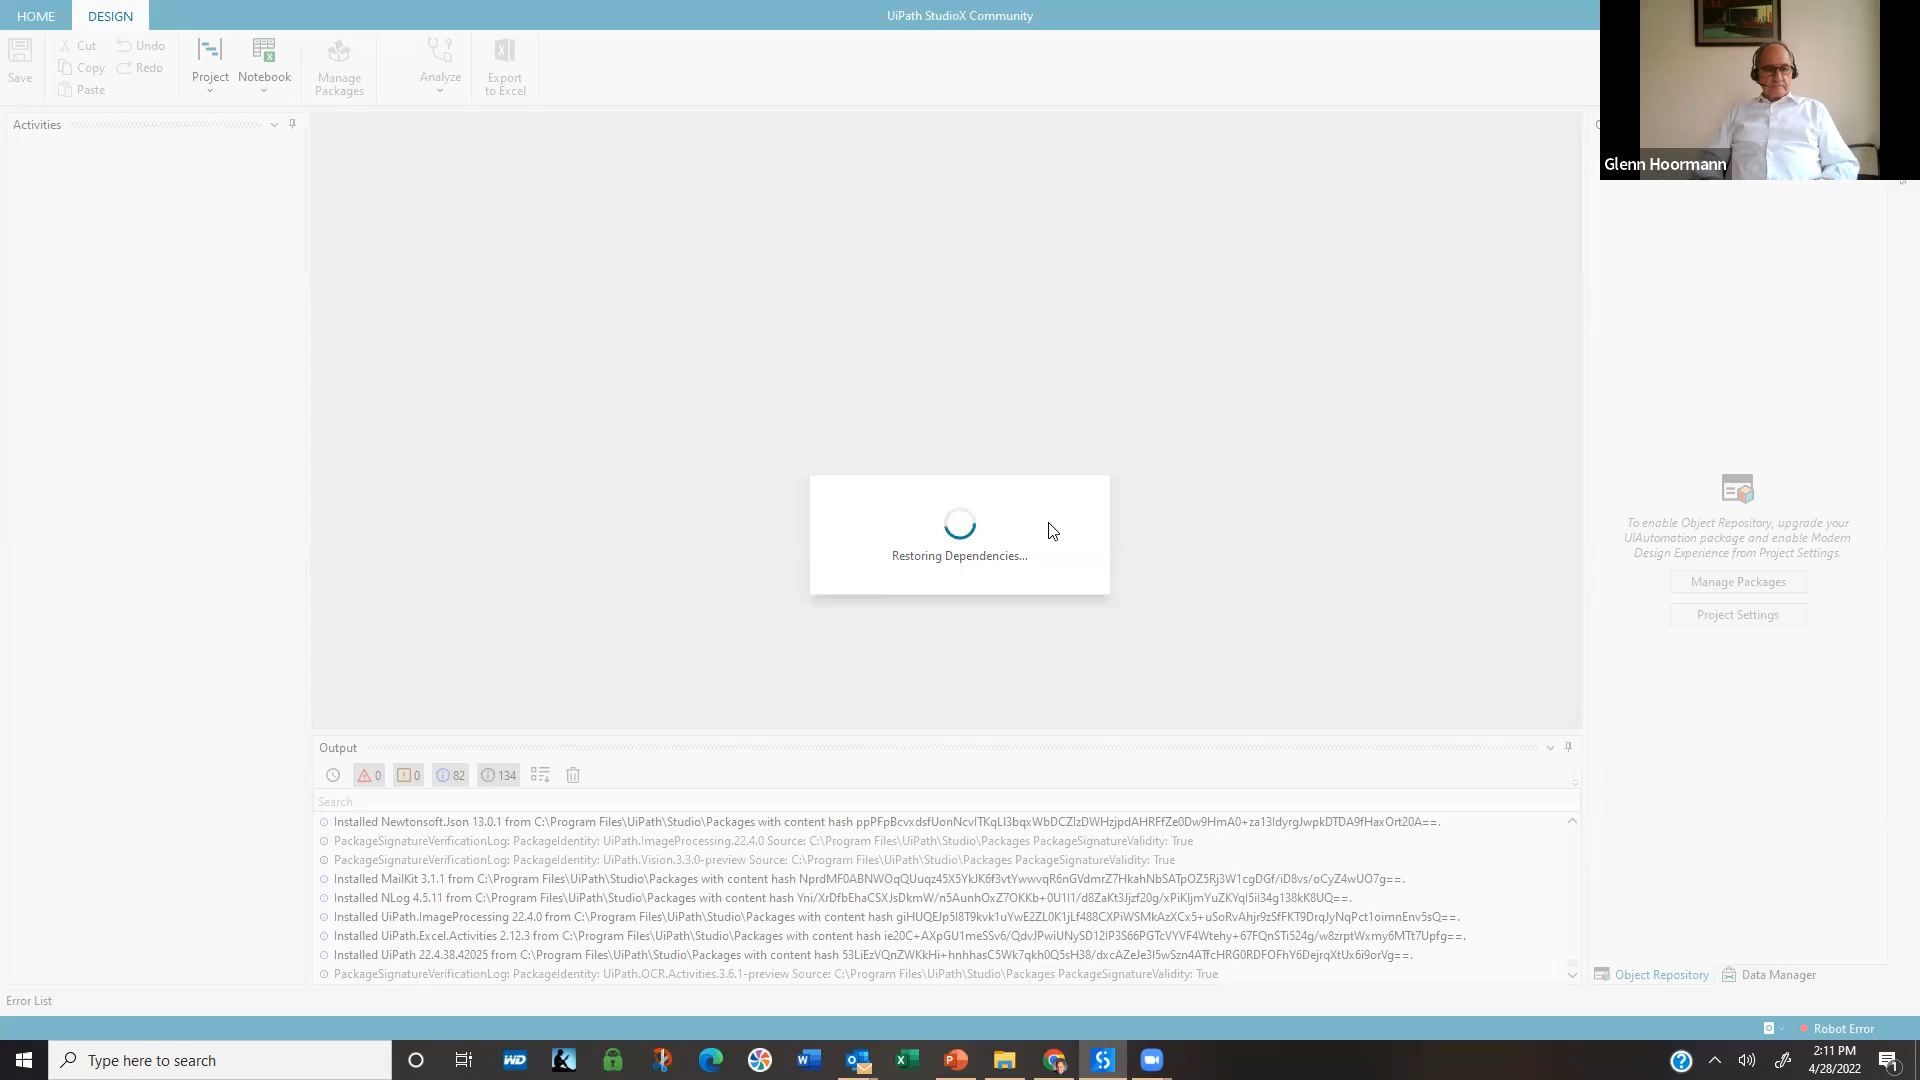 HOME
DESIGN
UiPath StudioX Community
Save
Cut
Copy
Paste
Undo
Redo
Project
Notebook
Manage
Packages
Analyze
Export
to Excel
Glenn Hoormann
Activities
Restoring Dependencies...
To enable Object Repository, upgrade your
UIAutomation package and enable Modern
Design Experience from Project Settings.
Manage Packages
Project Settings
Output
0
0
82
134
Search
Installed Newtonsoft.Json 13.0.1 from C:\Program Files\UiPath\Studio\Packages with content hash
PackageSignatureVerificationLog: PackageIdentity: UiPath.ImageProcessing.22.4.0 Source: C:\Program Files\UiPath\Studio\Packages PackageSignatureValidity: True
PackageSignatureVerificationLog: PackageIdentity: UiPath.Vision.3.3.0-preview Source: C:\Program Files\UiPath\Studio\Packages PackageSignatureValidity: True
Installed MailKit 3.1.1 from C:\Program Files\UiPath\Studio\Packages with content hash
Installed NLog 4.5.11 from C:\Program Files\UiPath\Studio\Packages with content hash
Installed UiPath.ImageProcessing 22.4.0 from C:\Program Files\UiPath\Studio\Packages with content hash
Installed UiPath.Excel.Activities 2.12.3 from C:\Program Files\UiPath\Studio\Packages with content hash
Installed UiPath 22.4.38.42025 from C:\Program Files\UiPath\Studio\Packages with content hash
PackageSignatureVerificationLog: PackageIdentity: UiPath.OCR.Activities.3.6.1-preview Source: C:\Program Files\UiPath\Studio\Packages PackageSignatureValidity: True
Object Repository
Data Manager
Error List
Robot Error
Type here to search
WD
2:11 PM
4/28/2022
1